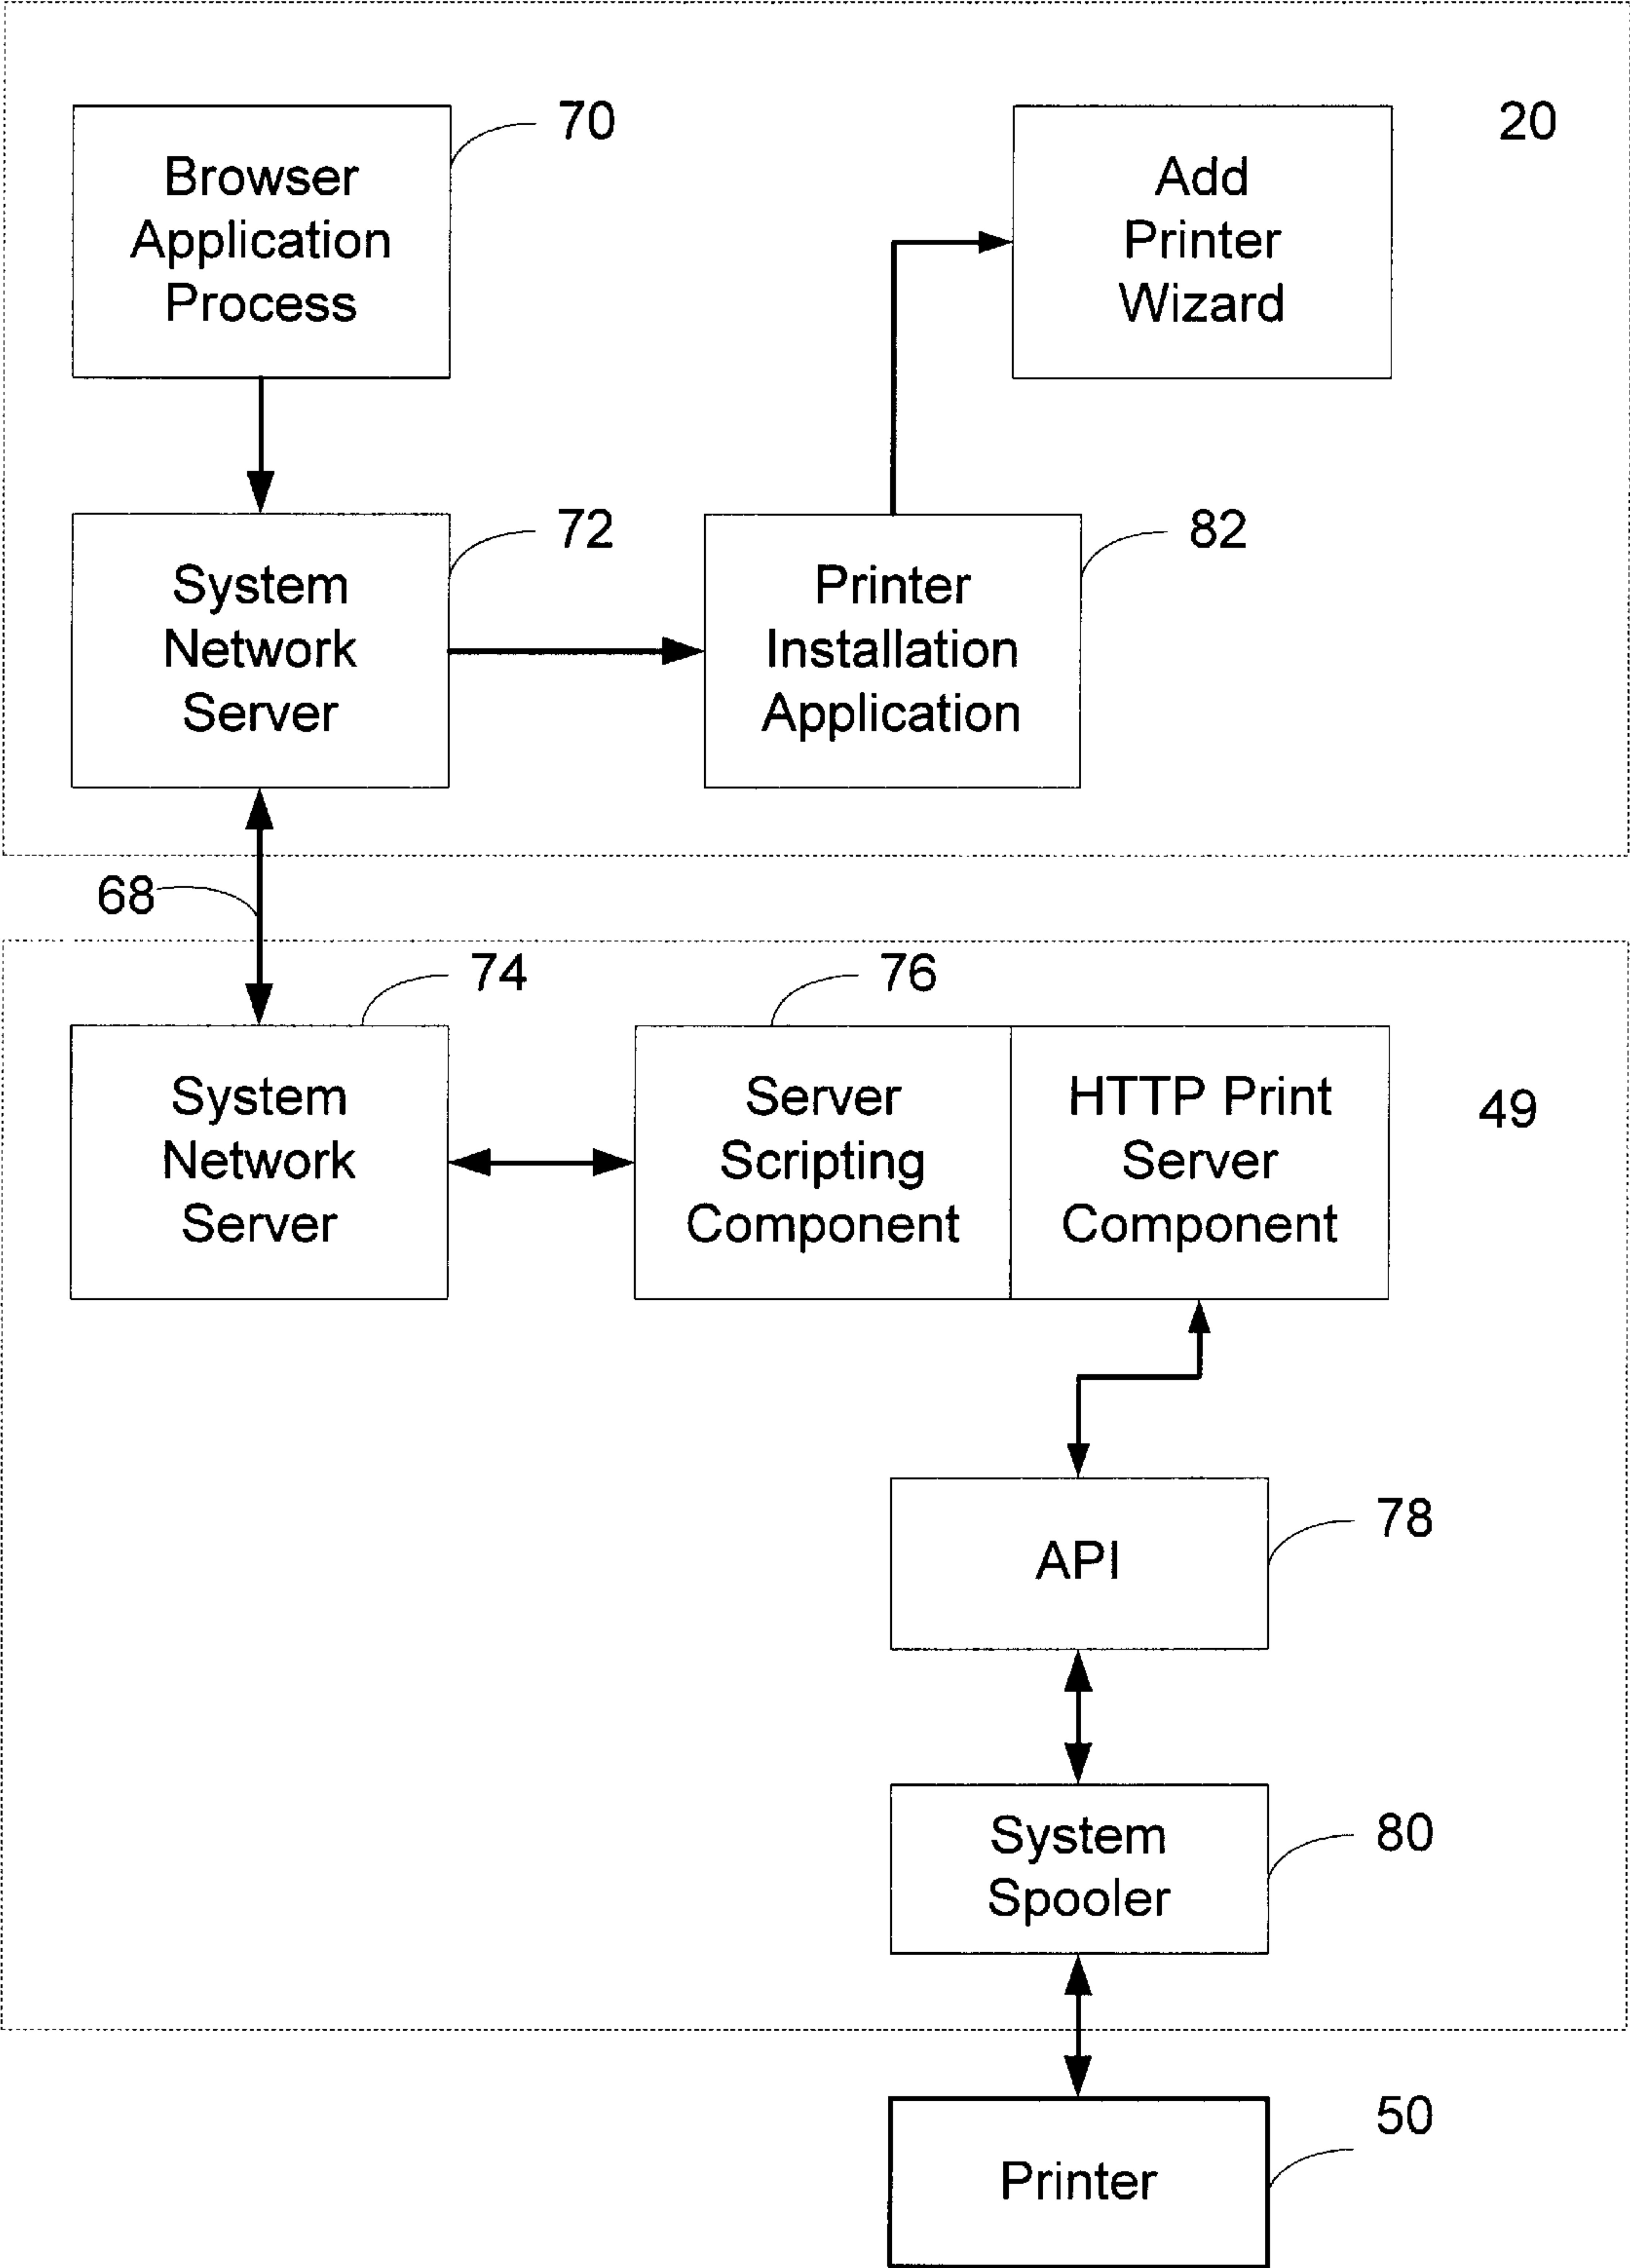 70
20
Browser
Application
Process
Add
Printer
Wizard
72
82
System
Network
Server
Printer
Installation
Application
68
74
76
System
Network
Server
Server
Scripting
Component
HTTP Print
Server
Component
49
78
API
80
System
Spooler
50
Printer